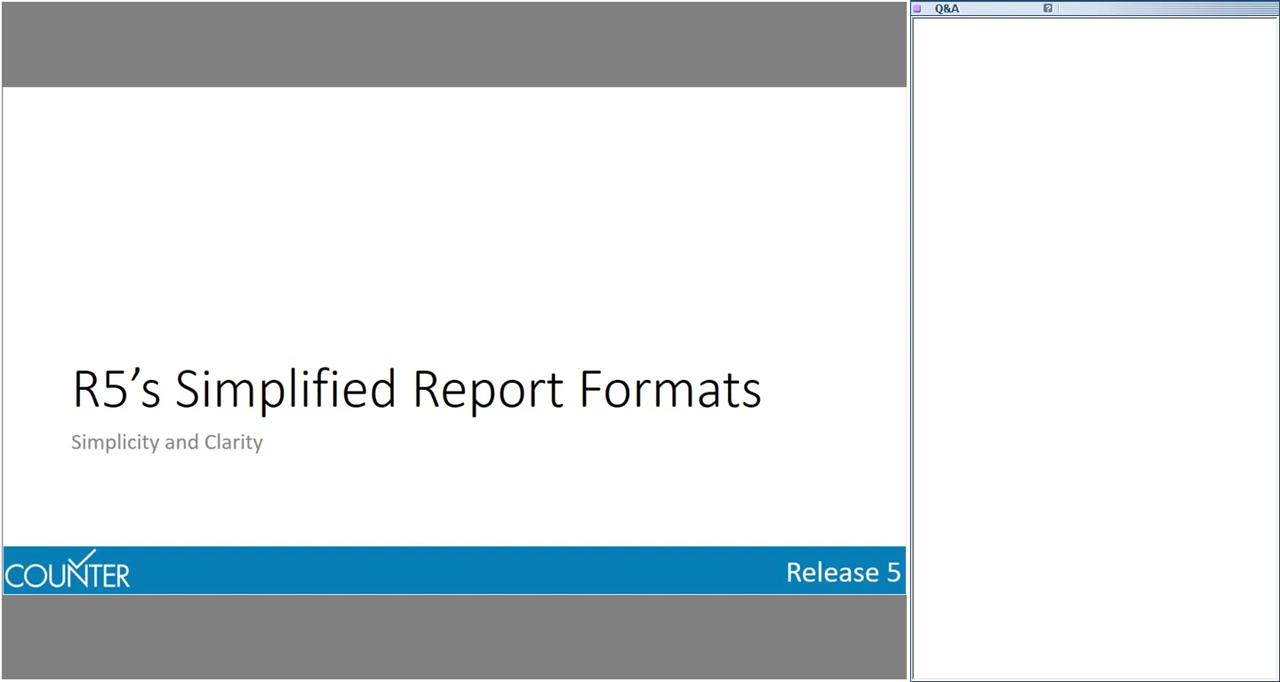 Q&A
R5's Simplified Report Formats
Simplicity and Clarity
COUNTER
Release 5